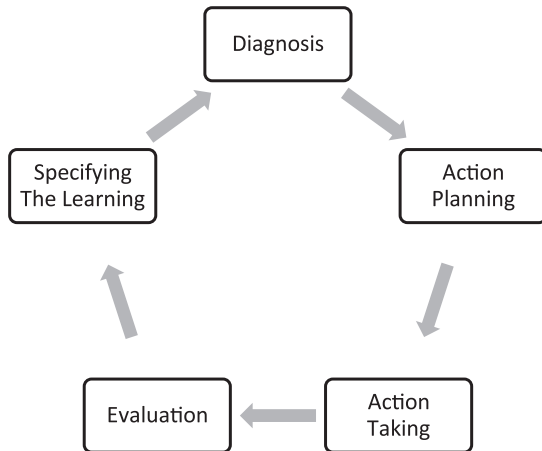 Diagnosis
Action
Planning
Action
Taking
Evaluation
Specifying
The Learning